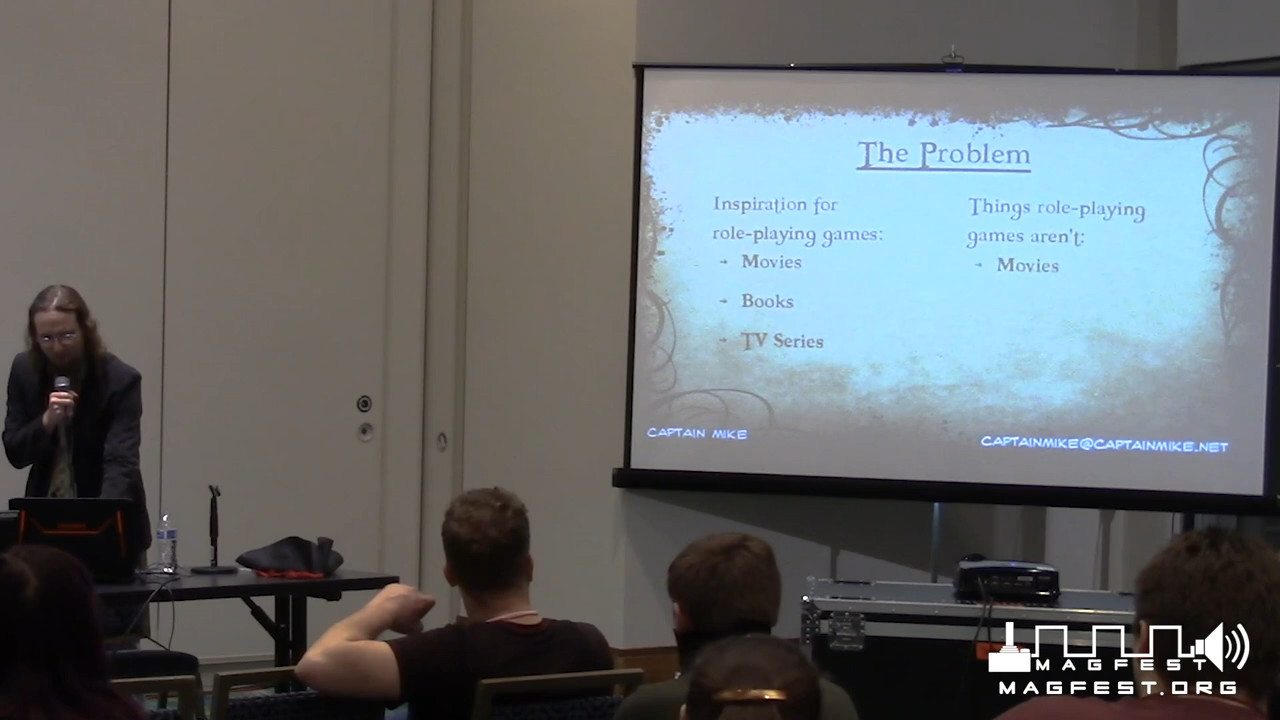 The Problem
Inspiration for
role-playing games:
→ Movies
→ Books
→ TV Series
Things role-playing
games aren't:
→ Movies
CAPTAIN MIKE
CAPTAINMIKE@CAPTAINMIKE.NET
MAGFEST
MAGFEST.ORG